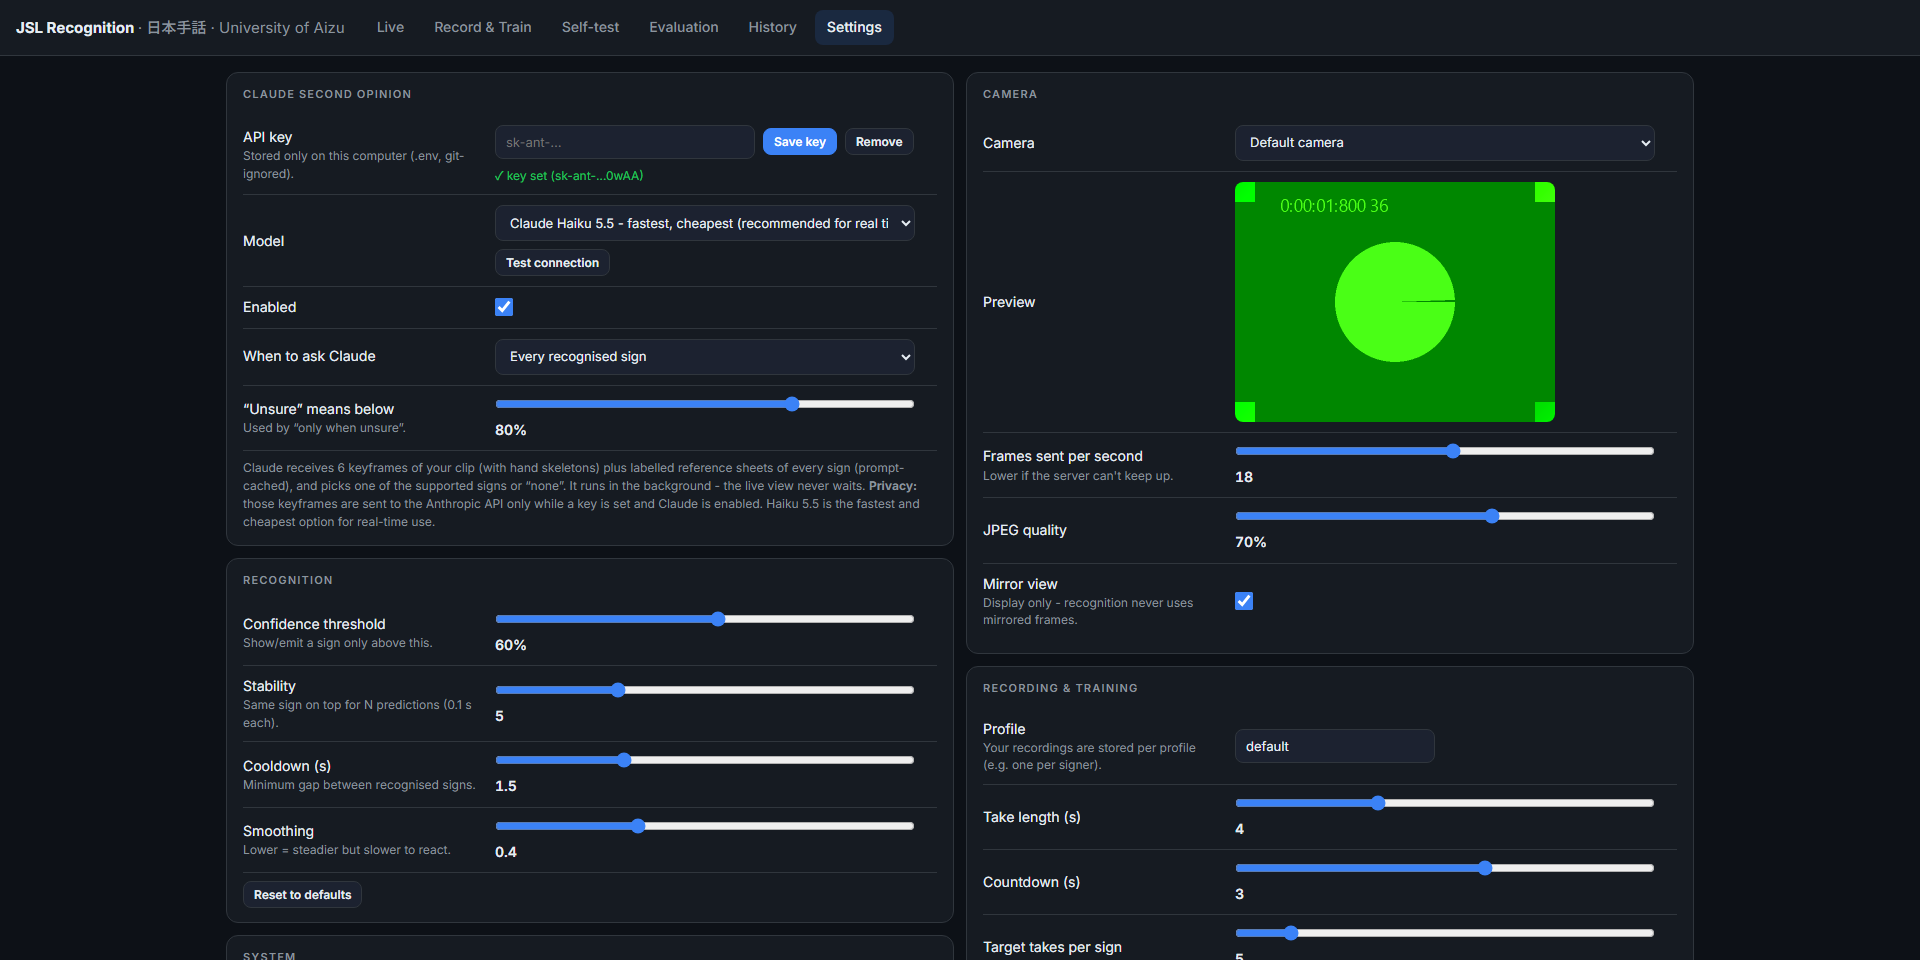 JSL Recognition · 日本手話 · University of Aizu
Live
Record & Train
Self-test
Evaluation
History
Settings
CLAUDE SECOND OPINION
API key
Stored only on this computer (.env, git-
ignored).
sk-ant-...
Save key
Remove
✓ key set (sk-ant-...0wAA)
Model
Claude Haiku 5.5 - fastest, cheapest (recommended for real ti
Test connection
Enabled
When to ask Claude
Every recognised sign
“Unsure” means below
Used by “only when unsure”.
80%
Claude receives 6 keyframes of your clip (with hand skeletons) plus labelled reference sheets of every sign (prompt-
cached), and picks one of the supported signs or “none”. It runs in the background - the live view never waits. Privacy:
those keyframes are sent to the Anthropic API only while a key is set and Claude is enabled. Haiku 5.5 is the fastest and
cheapest option for real-time use.
RECOGNITION
Confidence threshold
Show/emit a sign only above this.
60%
Stability
Same sign on top for N predictions (0.1 s
each).
5
Cooldown (s)
Minimum gap between recognised signs.
1.5
Smoothing
Lower = steadier but slower to react.
0.4
Reset to defaults
SYSTEM
CAMERA
Camera
Default camera
Preview
0:00:01:800 36
Frames sent per second
Lower if the server can't keep up.
18
JPEG quality
70%
Mirror view
Display only - recognition never uses
mirrored frames.
RECORDING & TRAINING
Profile
Your recordings are stored per profile
(e.g. one per signer).
default
Take length (s)
4
Countdown (s)
3
Target takes per sign
5